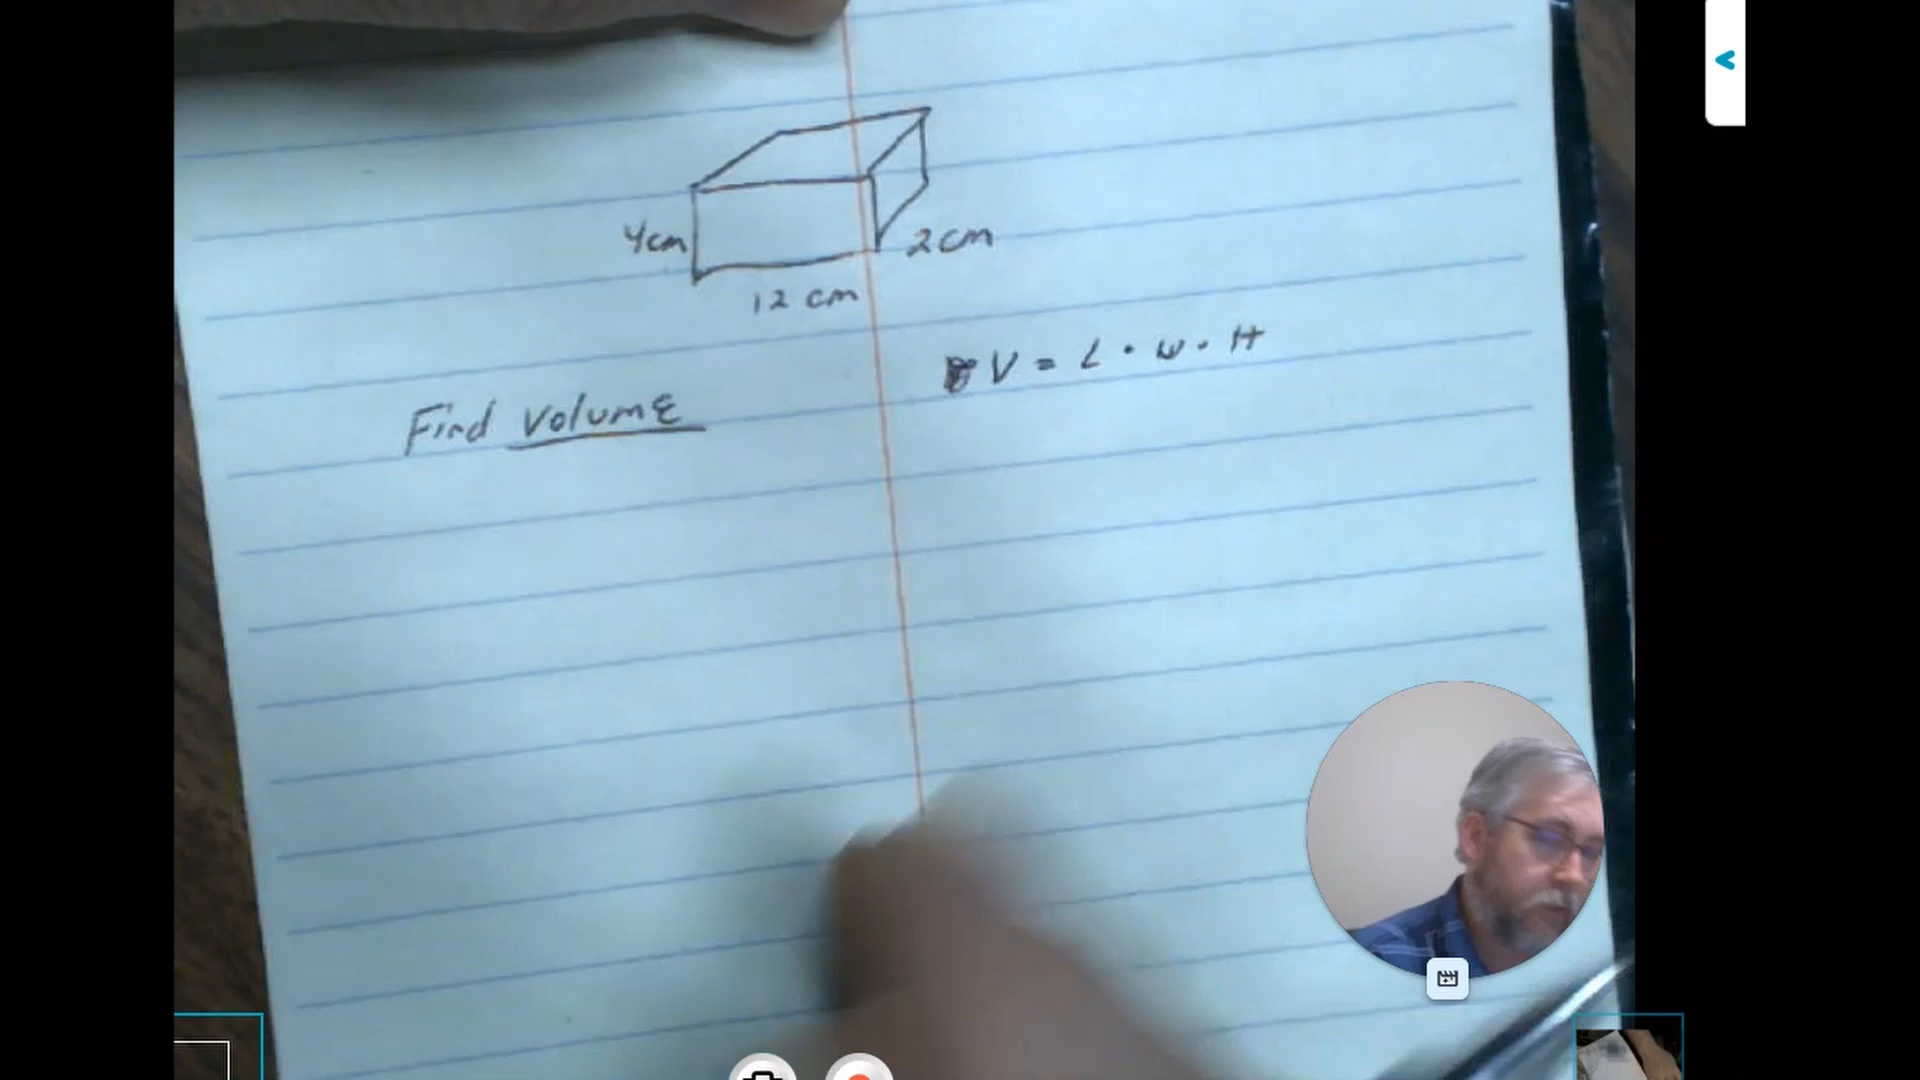 4cm
2cm
12 cm
V = L · W · H
Find Volume